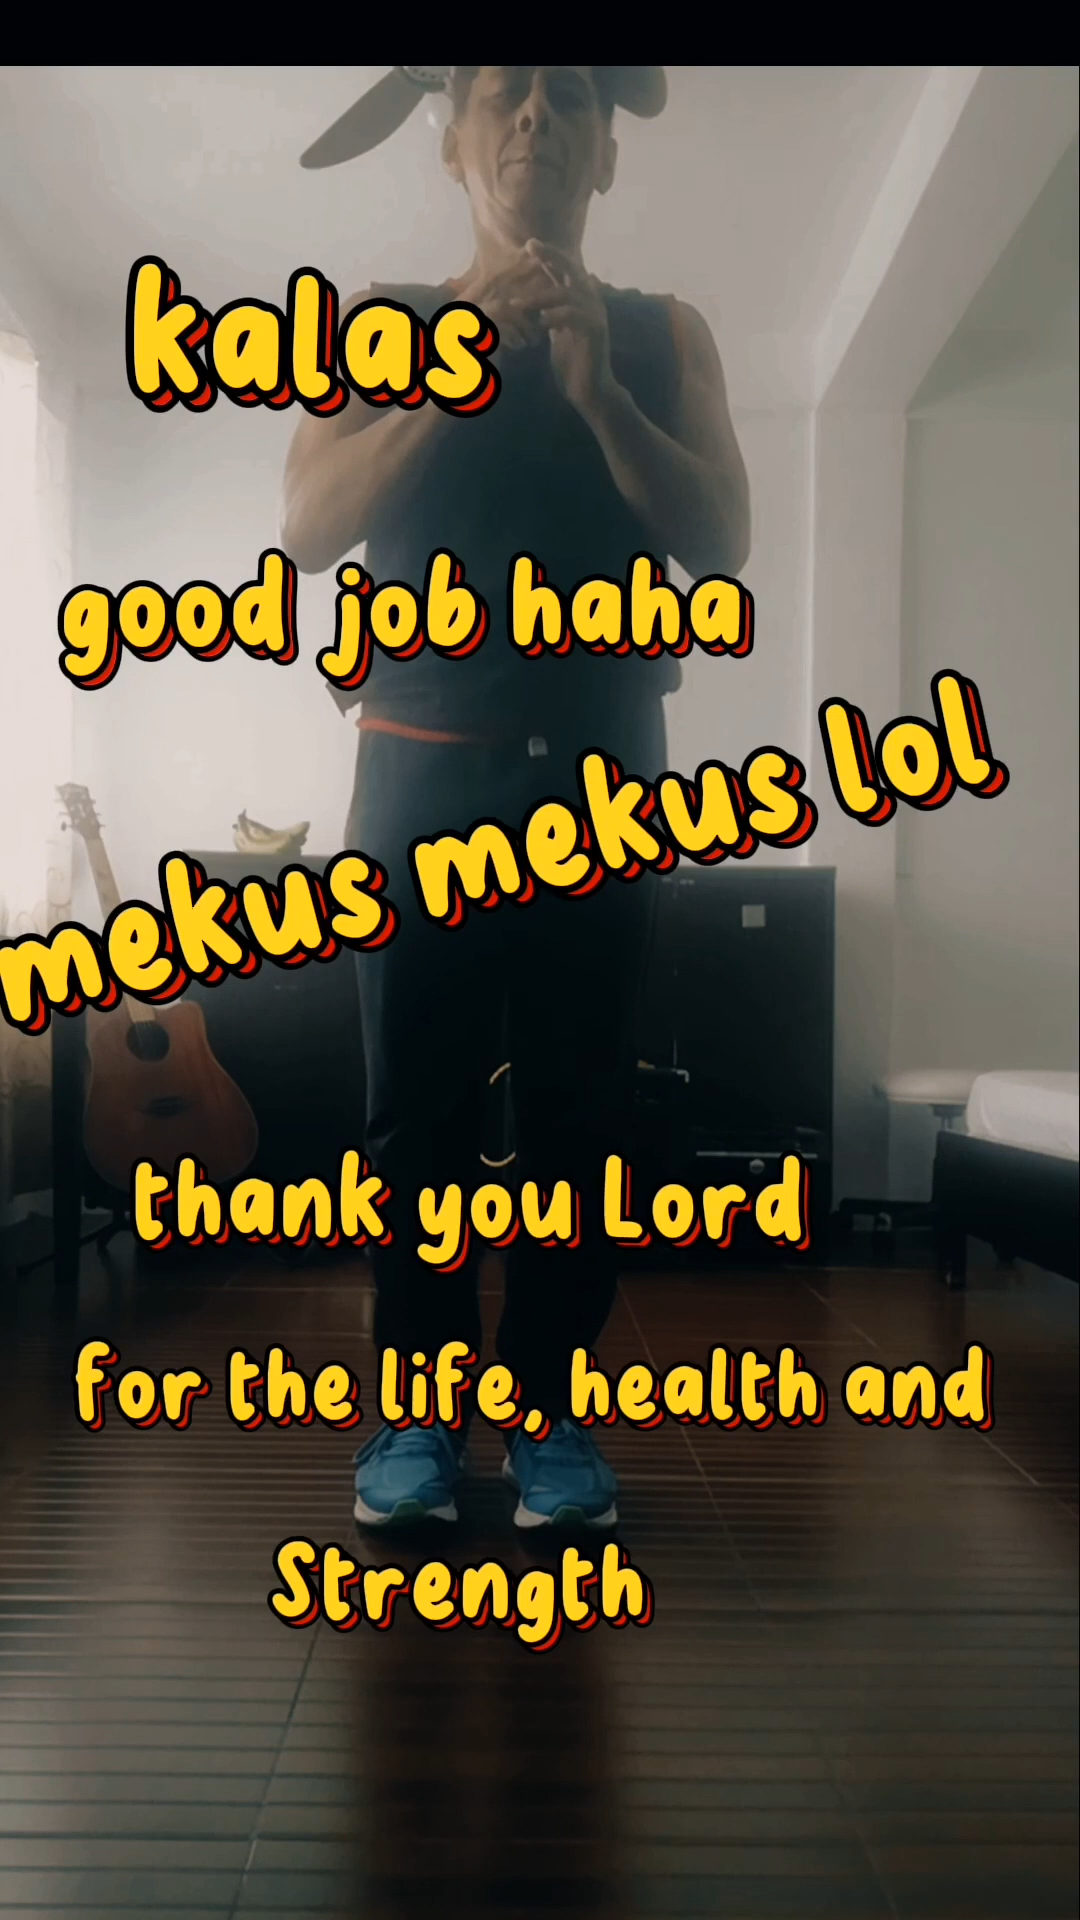 kalas
good job haha
mekus mekus lol
thank you Lord
for the life, health and
Strength